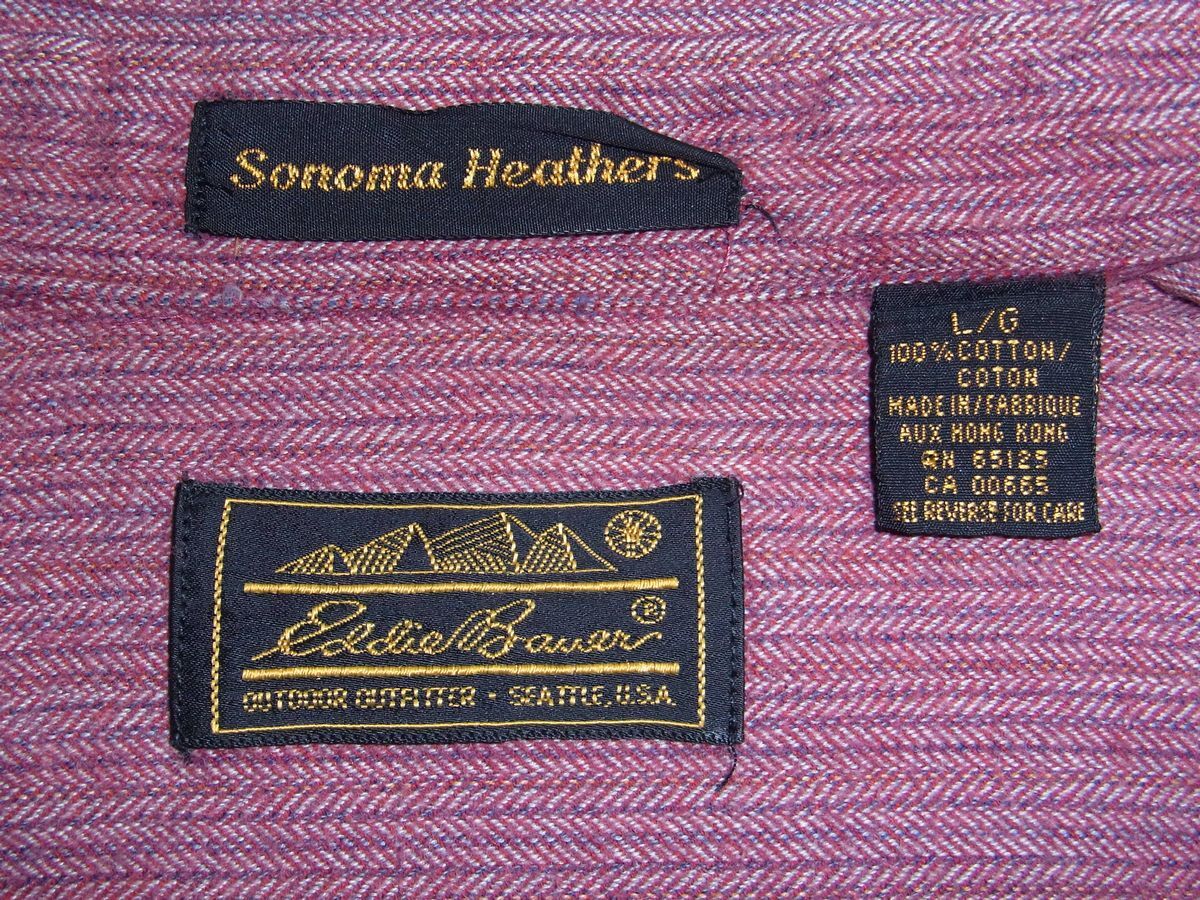 Sonoma Heathers
L/G
100% COTTON/
COTON
MADE IN/FABRIQUE
AUX HONG KONG
RN 65125
CA 00665
SEE REVERSE FOR CARE
Eddie Bauer ®
OUTDOOR OUTFITTER · SEATTLE, U.S.A.